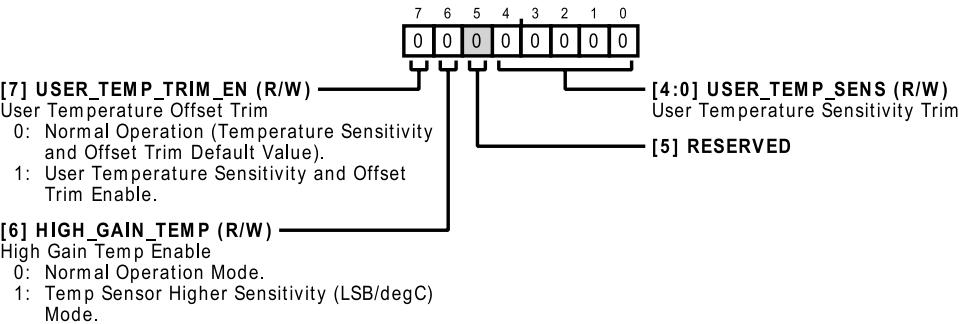 7 6 5 4 3 2 1 0
0 0 0 0 0 0 0 0
[7] USER_TEMP_TRIM_EN (R/W)
User Temperature Offset Trim
0: Normal Operation (Temperature Sensitivity
and Offset Trim Default Value).
1: User Temperature Sensitivity and Offset
Trim Enable.
[6] HIGH_GAIN_TEMP (R/W)
High Gain Temp Enable
0: Normal Operation Mode.
1: Temp Sensor Higher Sensitivity (LSB/degC)
Mode.
[4:0] USER_TEMP_SENS (R/W)
User Temperature Sensitivity Trim
[5] RESERVED